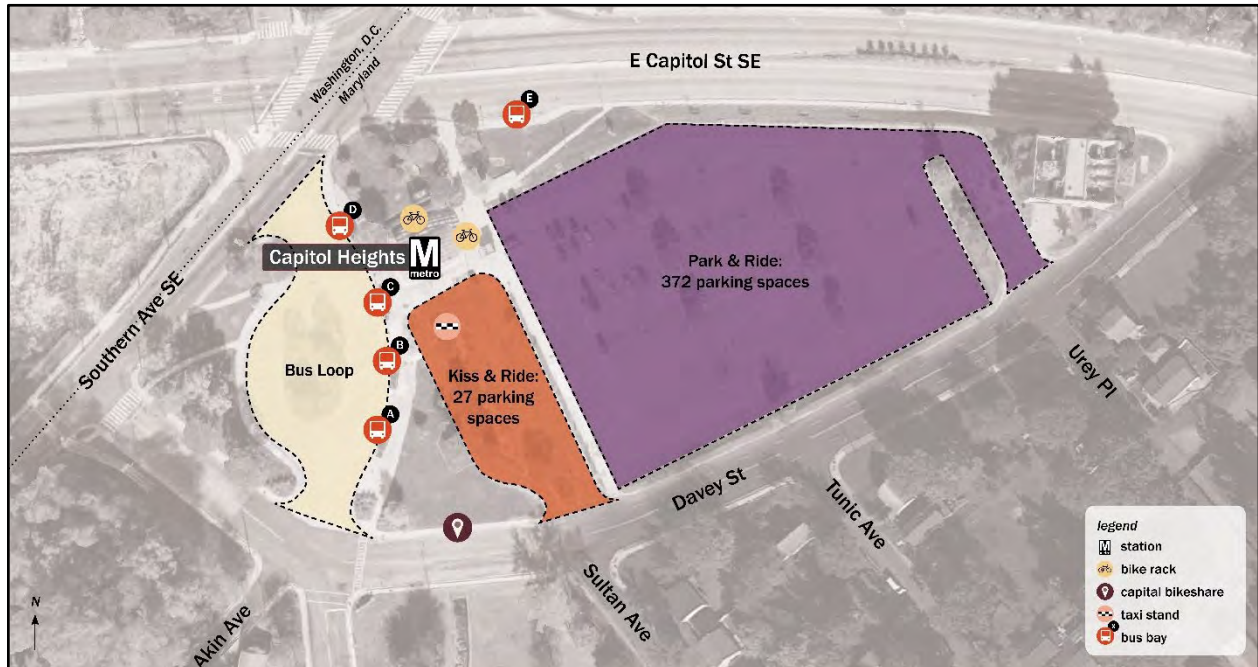 Washington, D.C.
Maryland
E Capitol St SE
E
D
Capitol Heights
M
metro
C
Park & Ride:
372 parking spaces
Southern Ave SE
B
Bus Loop
Kiss & Ride:
27 parking
spaces
Urey Pl
A
Davey St
Tunic Ave
Sultan Ave
Akin Ave
N
legend
M station
bike rack
capital bikeshare
taxi stand
x
bus bay